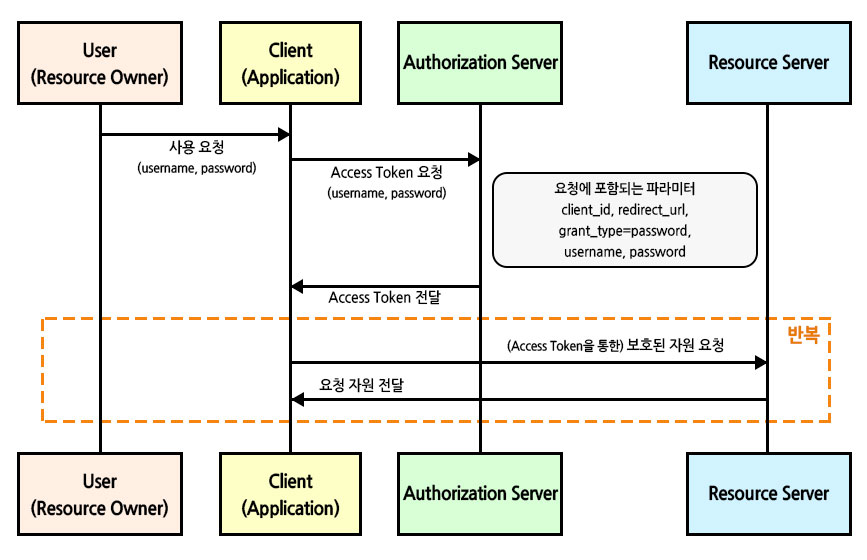 User
(Resource Owner)
Client
(Application)
Authorization Server
Resource Server
사용 요청
(username, password)
Access Token 요청
(username, password)
요청에 포함되는 파라미터
client_id, redirect_url,
grant_type=password,
username, password
Access Token 전달
반복
(Access Token을 통한) 보호된 자원 요청
요청 자원 전달
User
(Resource Owner)
Client
(Application)
Authorization Server
Resource Server